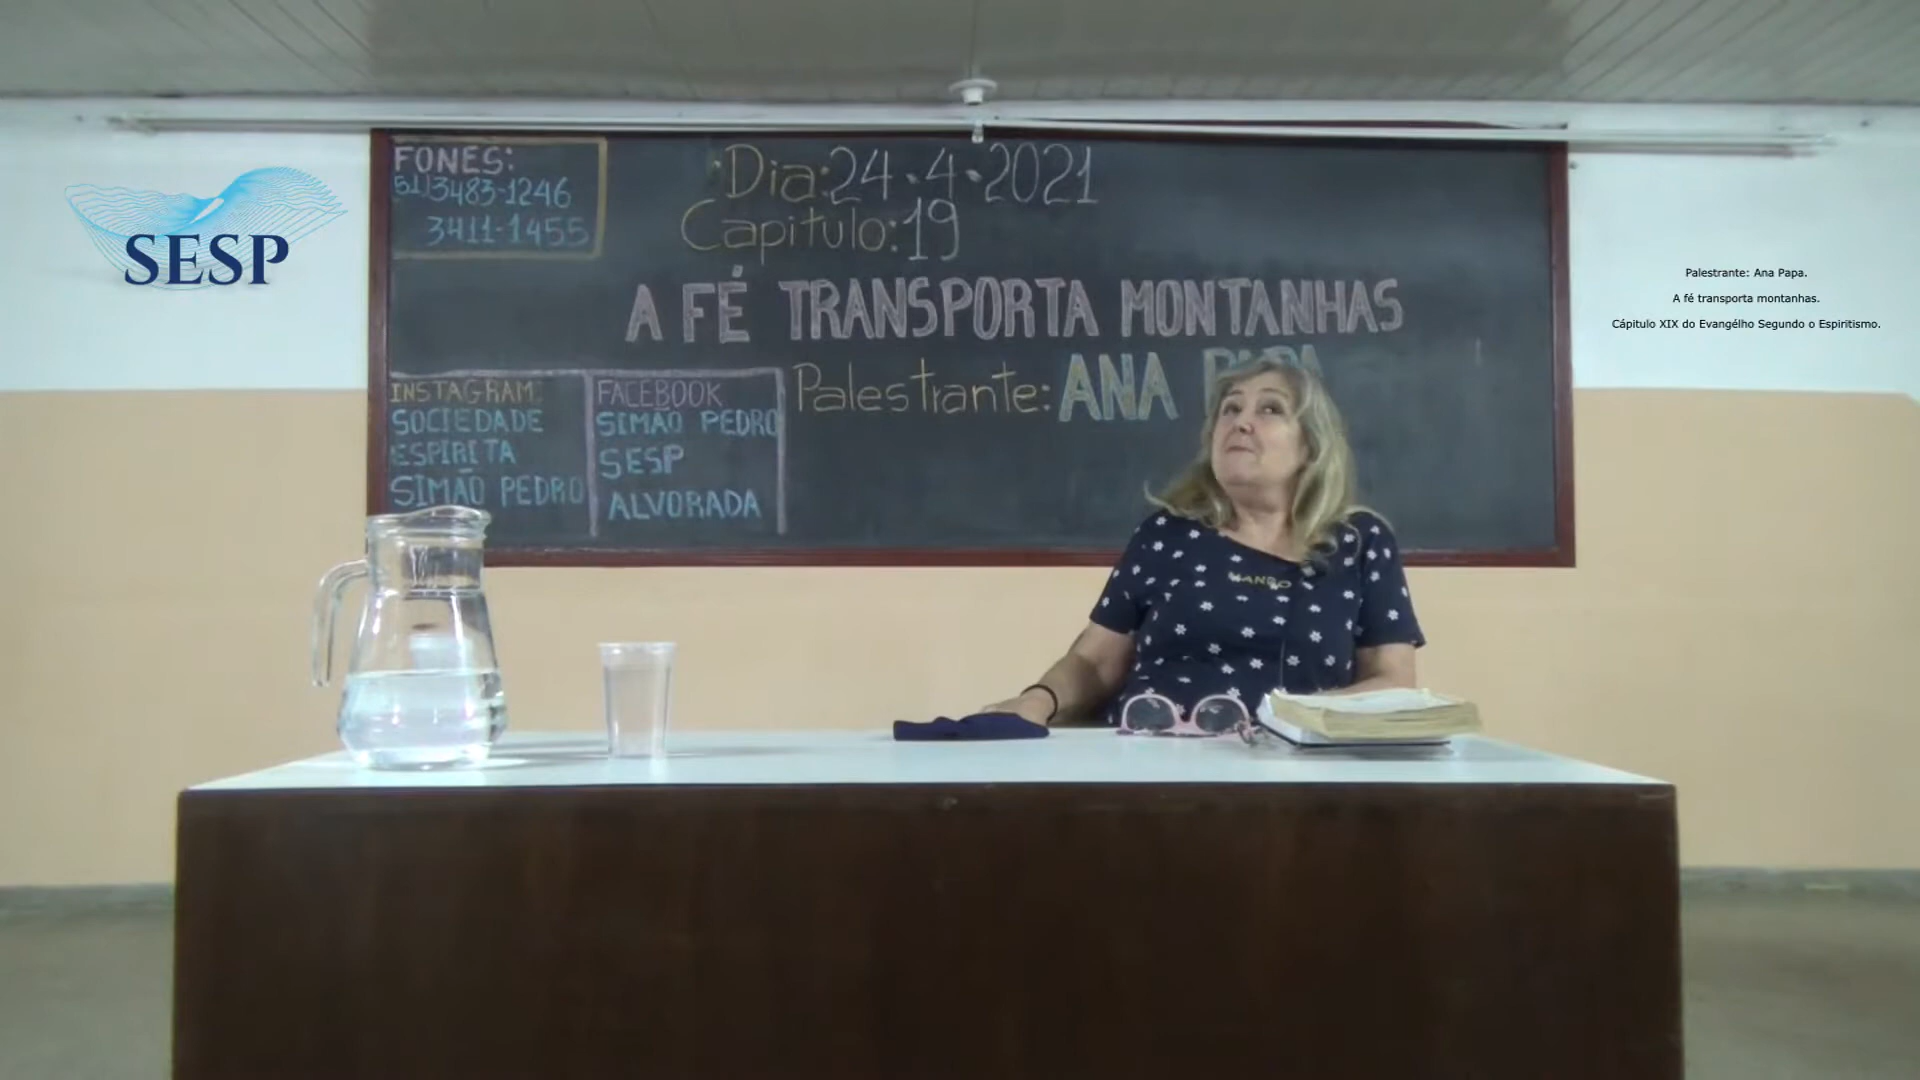 FONES:
51)3483-1246
3411-1455
Dia:24.4.2021
Capitulo:19
A FÉ TRANSPORTA MONTANHAS
Palestrante: ANA PAPA
INSTAGRAM:
SOCIEDADE
ESPIRITA
SIMÃO PEDRO
FACEBOOK
SIMÃO PEDRO
SESP
ALVORADA
SESP
Palestrante: Ana Papa.
A fé transporta montanhas.
Cápitulo XIX do Evangélho Segundo o Espiritismo.